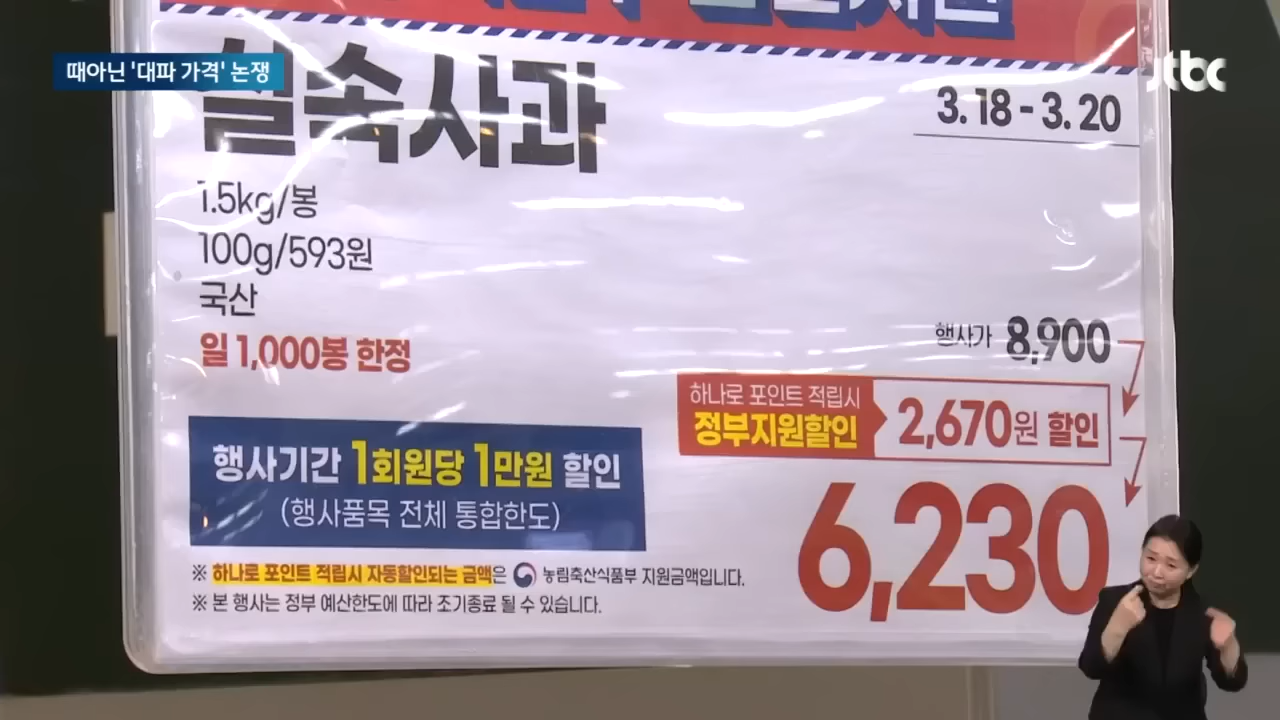 때아닌 '대파 가격' 논쟁
jtbc
실속사과
3. 18 - 3. 20
1.5kg/봉
100g/593원
국산
일 1,000봉 한정
행사가 8,900
하나로 포인트 적립시
정부지원할인
2,670원 할인
6,230
행사기간 1회원당 1만원 할인
(행사품목 전체 통합한도)
※ 하나로 포인트 적립시 자동할인되는 금액은 농림축산식품부 지원금액입니다.
※ 본 행사는 정부 예산한도에 따라 조기종료 될 수 있습니다.